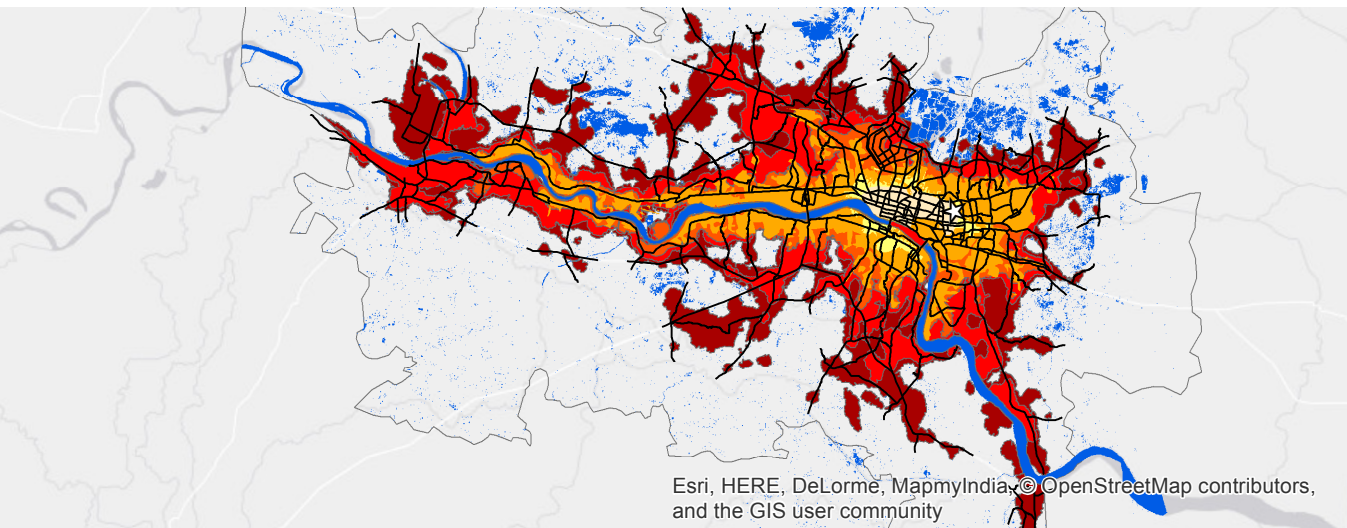 Esri, HERE, DeLorme, MapmyIndia, © OpenStreetMap contributors,
and the GIS user community